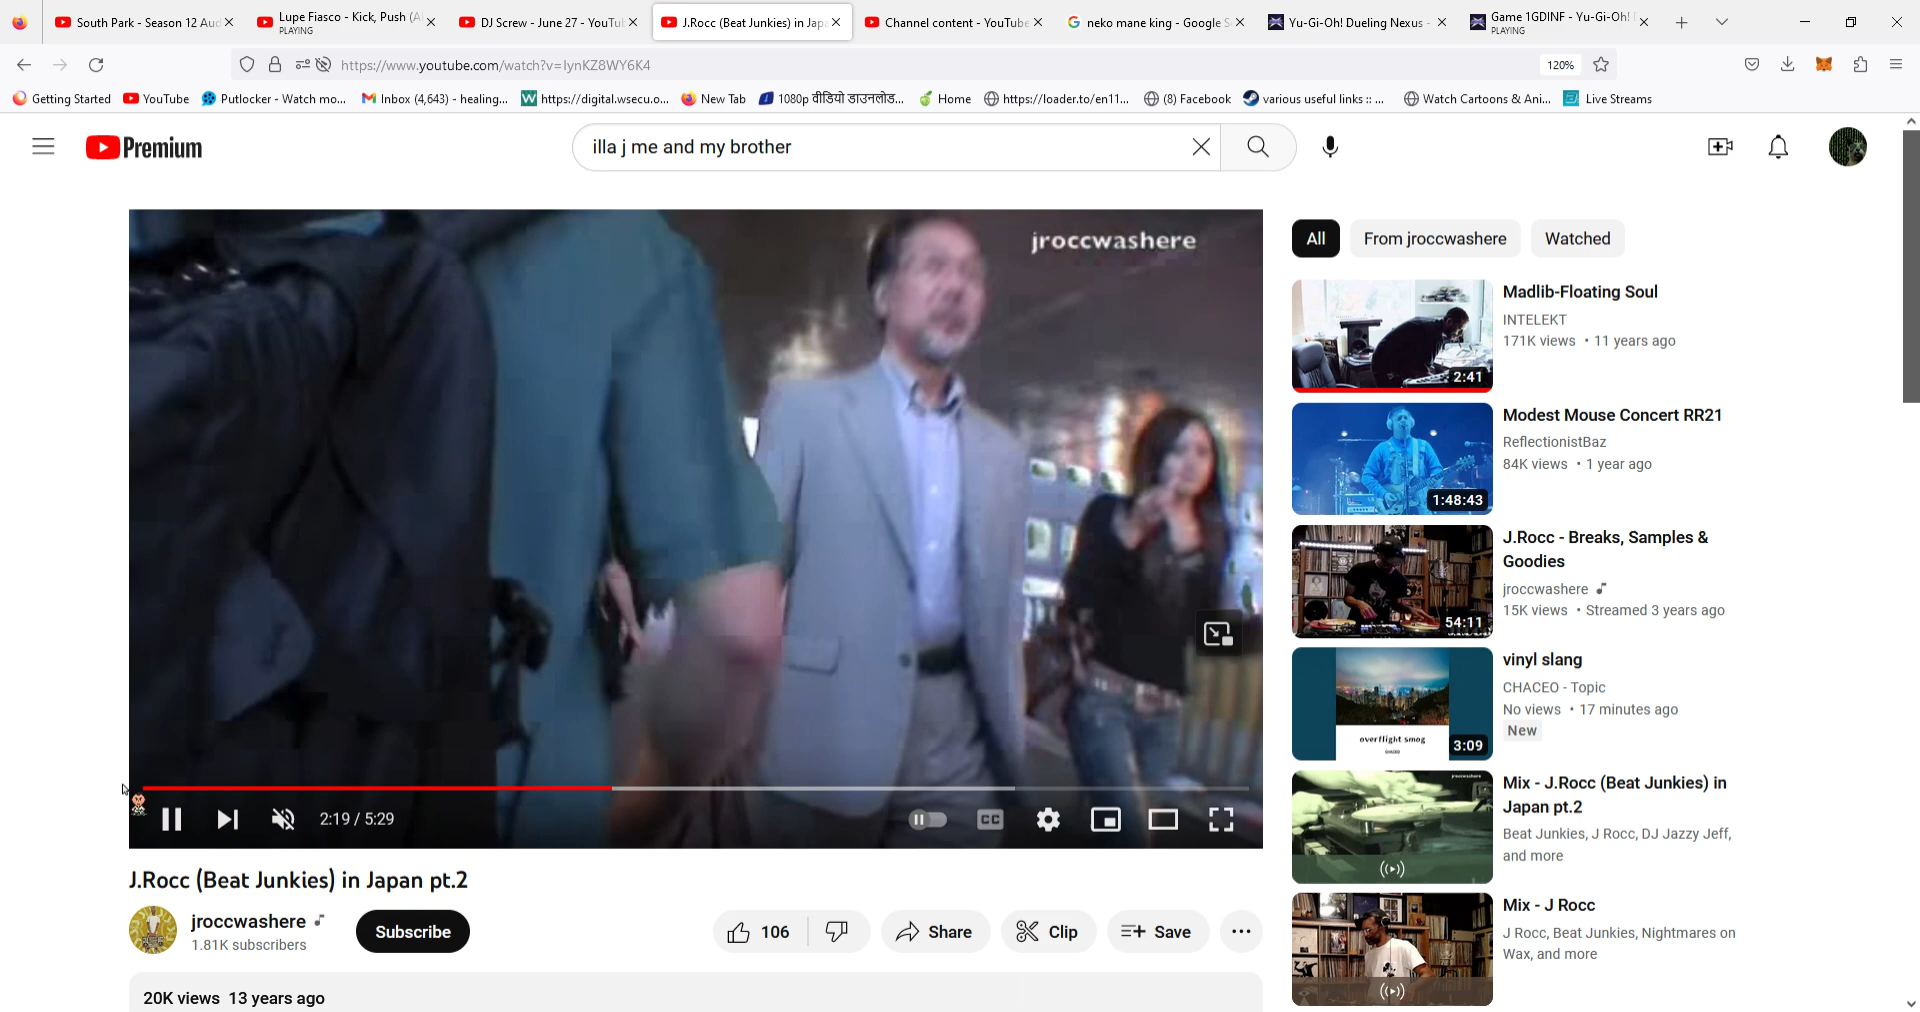 South Park - Season 12 Aud
Lupe Fiasco - Kick, Push (A
PLAYING
DJ Screw - June 27 - YouTu
J.Rocc (Beat Junkies) in Japa
Channel content - YouTube
neko mane king - Google S
Yu-Gi-Oh! Dueling Nexus -
Game 1GDINF - Yu-Gi-Oh!
PLAYING
https://www.youtube.com/watch?v=IynKZ8WY6K4
120%
Getting Started
YouTube
Putlocker - Watch mo...
Inbox (4,643) - healing...
https://digital.wsecu.o...
New Tab
1080p वीडियो डाउनलोड...
Home
https://loader.to/en11...
(8) Facebook
various useful links :: ...
Watch Cartoons & Ani...
Live Streams
Premium
illa j me and my brother
jroccwashere
2:19 / 5:29
CC
J.Rocc (Beat Junkies) in Japan pt.2
jroccwashere
1.81K subscribers
Subscribe
106
Share
Clip
Save
20K views 13 years ago
All
From jroccwashere
Watched
Madlib-Floating Soul
INTELEKT
171K views • 11 years ago
2:41
Modest Mouse Concert RR21
ReflectionistBaz
84K views • 1 year ago
1:48:43
J.Rocc - Breaks, Samples &
Goodies
jroccwashere
15K views • Streamed 3 years ago
54:11
vinyl slang
CHACEO - Topic
No views • 17 minutes ago
New
overflight smog
CHACEO
3:09
Mix - J.Rocc (Beat Junkies) in
Japan pt.2
Beat Junkies, J Rocc, DJ Jazzy Jeff,
and more
Mix - J Rocc
J Rocc, Beat Junkies, Nightmares on
Wax, and more